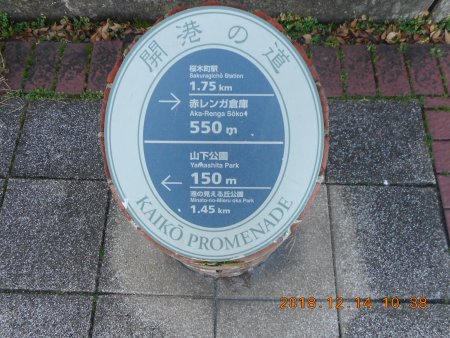 開港の道
桜木町駅
Sakuragichō Station
1.75 km
赤レンガ倉庫
Aka-Renga Sōko
550 m
山下公園
Yamashita Park
150 m
港の見える丘公園
Minato-no-Mieru-oka Park
1.45 km
KAIKŌ PROMENADE
2018.12.14 10:38